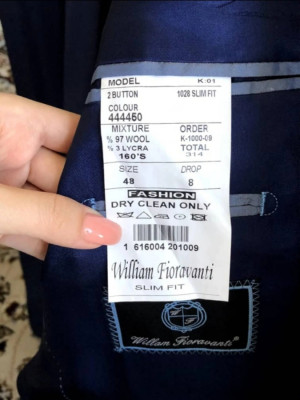 MODEL K-01
2 BUTTON 1028 SLIM FIT
COLOUR
444450
MIXTURE ORDER
% 97 WOOL K-1000-09
% 3 LYCRA TOTAL
160'S 314
SIZE DROP
48 8
FASHION
DRY CLEAN ONLY
1 616004 201009
William Fioravanti
SLIM FIT
William Fioravanti